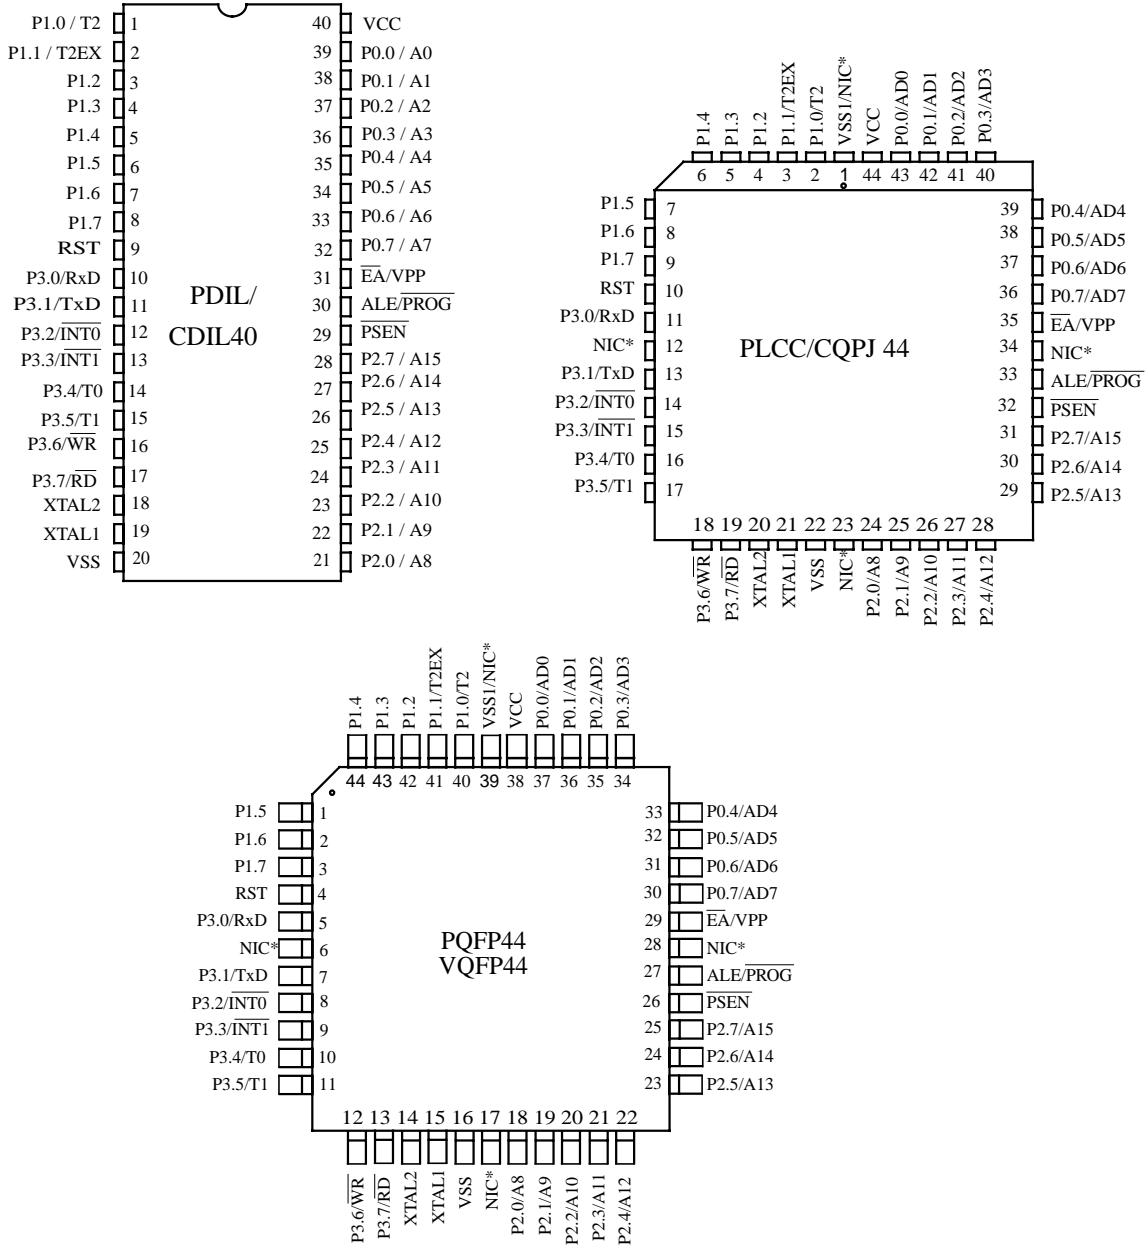 P1.0 / T2 1 40 VCC
P1.1 / T2EX 2 39 P0.0 / A0
P1.2 3 38 P0.1 / A1
P1.3 4 37 P0.2 / A2
P1.4 5 36 P0.3 / A3
P1.5 6 35 P0.4 / A4
P1.6 7 34 P0.5 / A5
P1.7 8 33 P0.6 / A6
RST 9 32 P0.7 / A7
P3.0/RxD 10 31 EA/VPP
P3.1/TxD 11 30 ALE/PROG
P3.2/INT0 12 29 PSEN
P3.3/INT1 13 28 P2.7 / A15
P3.4/T0 14 27 P2.6 / A14
P3.5/T1 15 26 P2.5 / A13
P3.6/WR 16 25 P2.4 / A12
P3.7/RD 17 24 P2.3 / A11
XTAL2 18 23 P2.2 / A10
XTAL1 19 22 P2.1 / A9
VSS 20 21 P2.0 / A8
PDIL/
CDIL40
P1.4 P1.3 P1.2 P1.1/T2EX P1.0/T2 VSS1/NIC* VCC P0.0/AD0 P0.1/AD1 P0.2/AD2 P0.3/AD3
6 5 4 3 2 1 44 43 42 41 40
P1.5 7 39 P0.4/AD4
P1.6 8 38 P0.5/AD5
P1.7 9 37 P0.6/AD6
RST 10 36 P0.7/AD7
P3.0/RxD 11 35 EA/VPP
NIC* 12 34 NIC*
P3.1/TxD 13 33 ALE/PROG
P3.2/INT0 14 32 PSEN
P3.3/INT1 15 31 P2.7/A15
P3.4/T0 16 30 P2.6/A14
P3.5/T1 17 29 P2.5/A13
PLCC/CQPJ 44
18 19 20 21 22 23 24 25 26 27 28
P3.6/WR P3.7/RD XTAL2 XTAL1 VSS NIC* P2.0/A8 P2.1/A9 P2.2/A10 P2.3/A11 P2.4/A12
P1.4 P1.3 P1.2 P1.1/T2EX P1.0/T2 VSS1/NIC* VCC P0.0/AD0 P0.1/AD1 P0.2/AD2 P0.3/AD3
44 43 42 41 40 39 38 37 36 35 34
P1.5 1 33 P0.4/AD4
P1.6 2 32 P0.5/AD5
P1.7 3 31 P0.6/AD6
RST 4 30 P0.7/AD7
P3.0/RxD 5 29 EA/VPP
NIC* 6 28 NIC*
P3.1/TxD 7 27 ALE/PROG
P3.2/INT0 8 26 PSEN
P3.3/INT1 9 25 P2.7/A15
P3.4/T0 10 24 P2.6/A14
P3.5/T1 11 23 P2.5/A13
PQFP44
VQFP44
12 13 14 15 16 17 18 19 20 21 22
P3.6/WR P3.7/RD XTAL2 XTAL1 VSS NIC* P2.0/A8 P2.1/A9 P2.2/A10 P2.3/A11 P2.4/A12